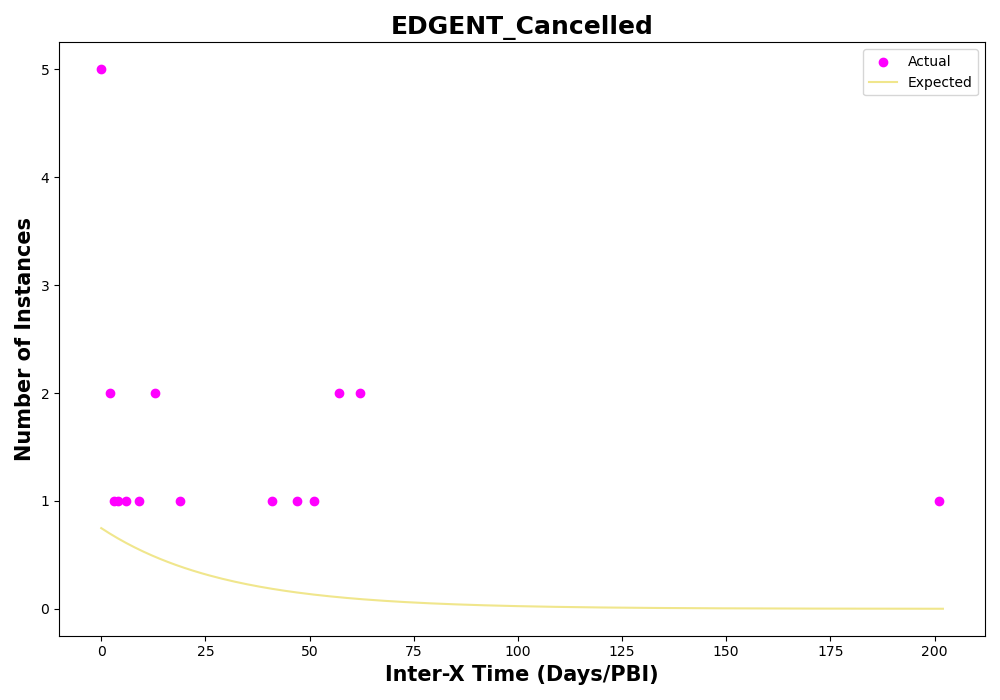 EDGENT_Cancelled
Actual
Expected
5
4
3
2
1
0
Number of Instances
0 25 50 75 100 125 150 175 200
Inter-X Time (Days/PBI)